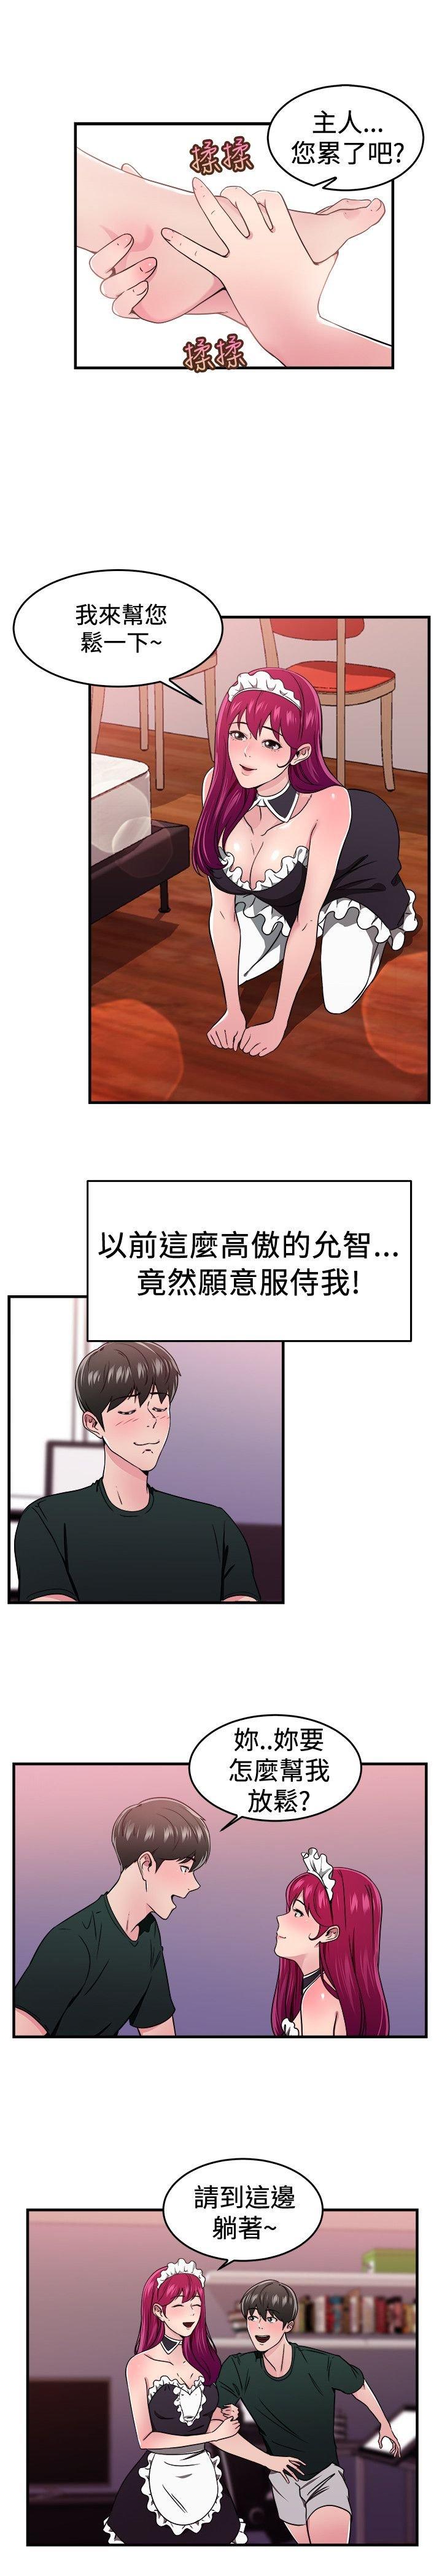 主人...
您累了吧?
揉揉
揉揉
我來幫您
鬆一下~
以前這麼高傲的允智...
竟然願意服侍我!
妳..妳要
怎麼幫我
放鬆?
請到這邊
躺著~